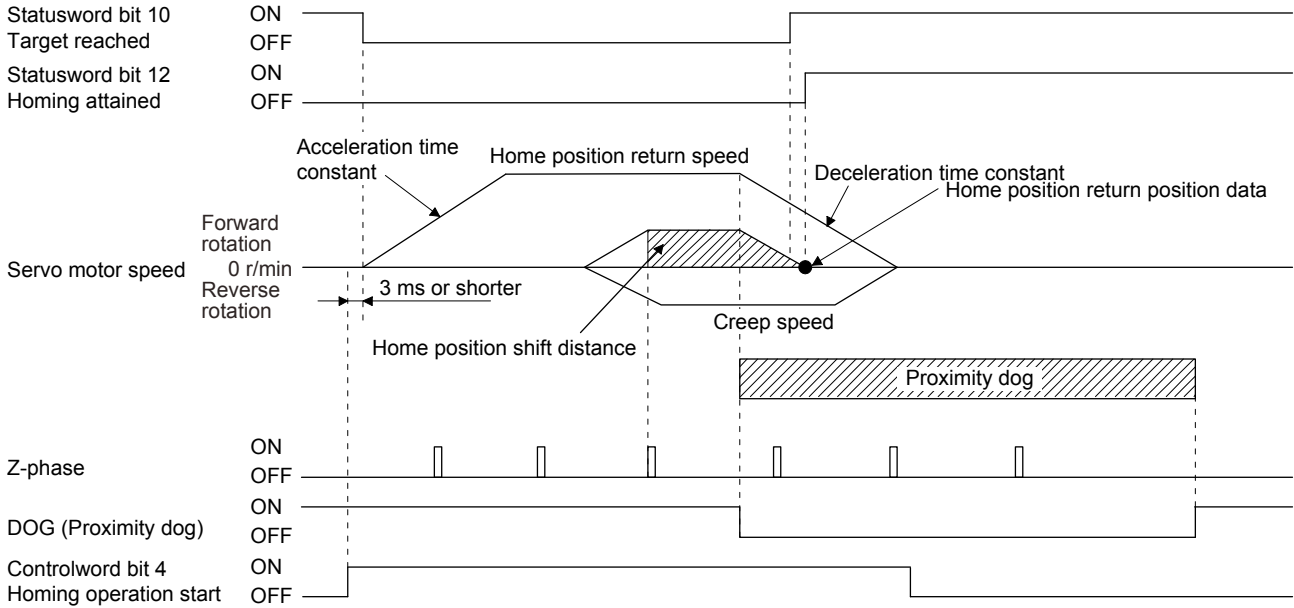 Statusword bit 10
Target reached
ON
OFF
Statusword bit 12
Homing attained
ON
OFF
Acceleration time
constant
Home position return speed
Deceleration time constant
Home position return position data
Forward
rotation
Servo motor speed
0 r/min
Reverse
rotation
3 ms or shorter
Creep speed
Home position shift distance
Proximity dog
Z-phase
ON
OFF
DOG (Proximity dog)
ON
OFF
Controlword bit 4
Homing operation start
ON
OFF